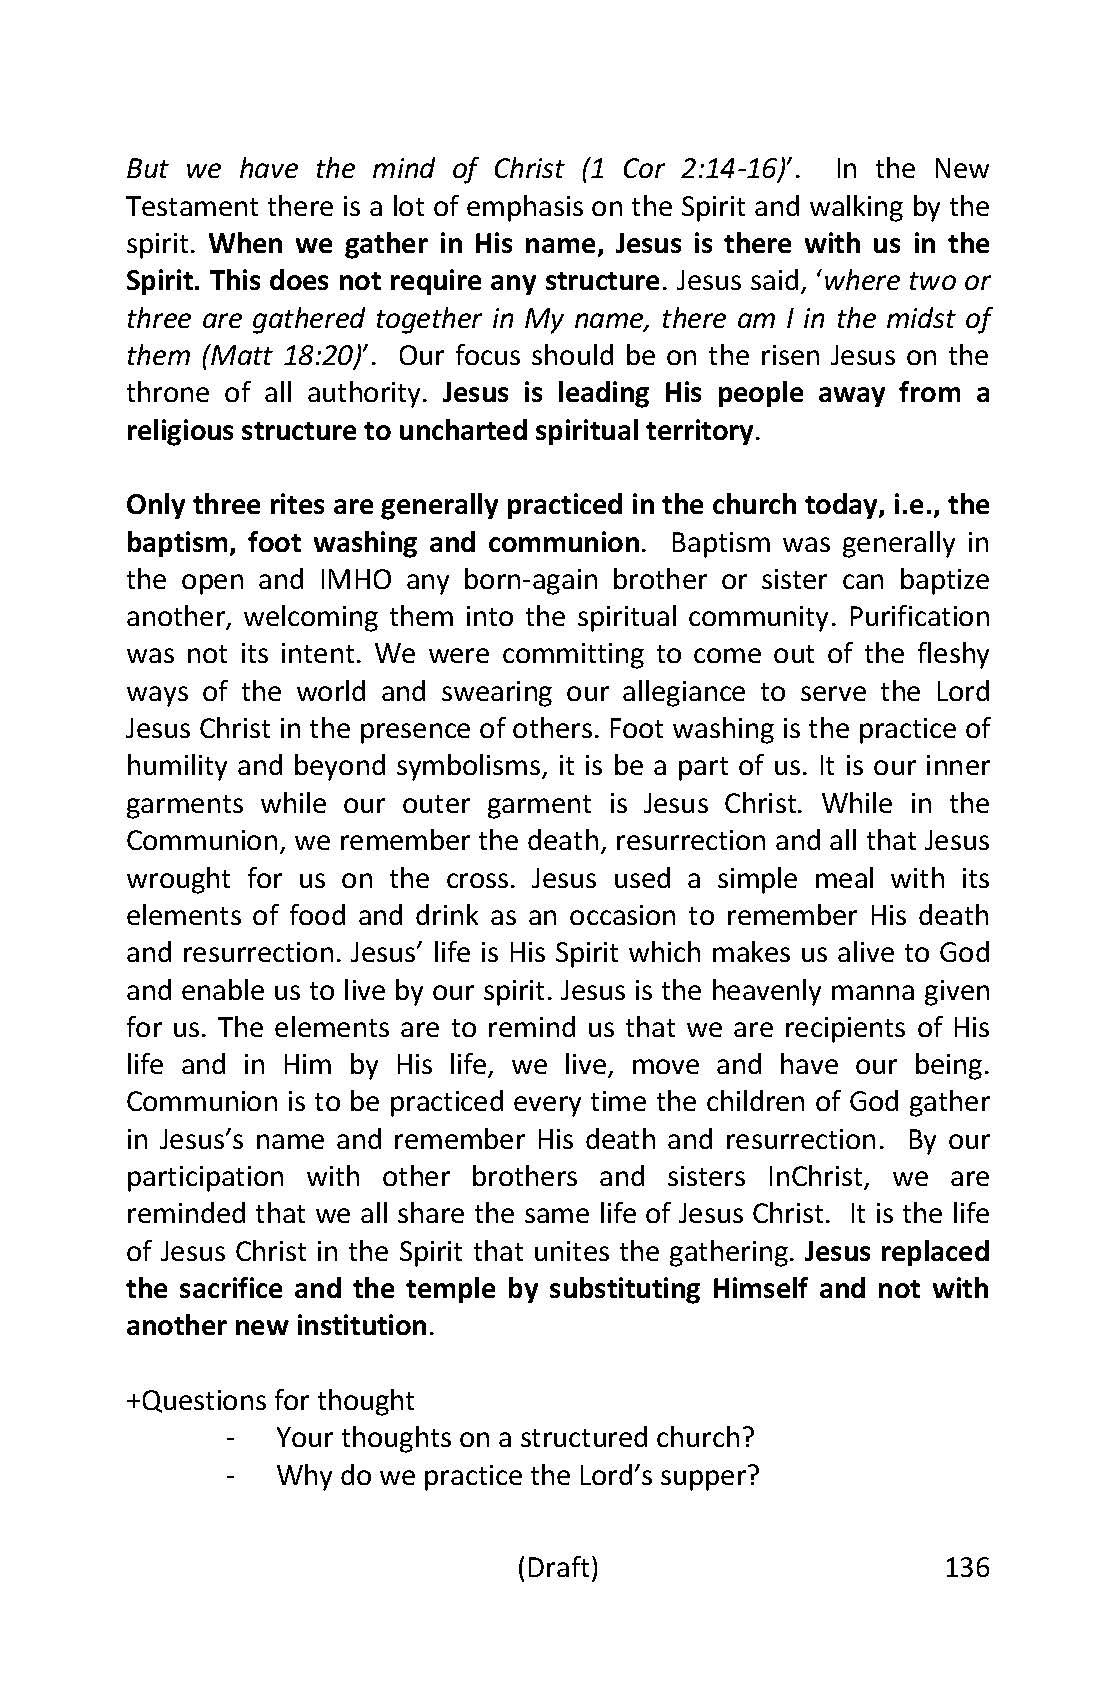 But we have the mind of Christ (1 Cor 2:14-16)’. In the New
Testament there is a lot of emphasis on the Spirit and walking by the
spirit. When we gather in His name, Jesus is there with us in the
Spirit. This does not require any structure. Jesus said, ‘where two or
three are gathered together in My name, there am I in the midst of
them (Matt 18:20)’. Our focus should be on the risen Jesus on the
throne of all authority. Jesus is leading His people away from a
religious structure to uncharted spiritual territory.

Only three rites are generally practiced in the church today, i.e., the
baptism, foot washing and communion. Baptism was generally in
the open and IMHO any born-again brother or sister can baptize
another, welcoming them into the spiritual community. Purification
was not its intent. We were committing to come out of the fleshy
ways of the world and swearing our allegiance to serve the Lord
Jesus Christ in the presence of others. Foot washing is the practice of
humility and beyond symbolisms, it is be a part of us. It is our inner
garments while our outer garment is Jesus Christ. While in the
Communion, we remember the death, resurrection and all that Jesus
wrought for us on the cross. Jesus used a simple meal with its
elements of food and drink as an occasion to remember His death
and resurrection. Jesus’ life is His Spirit which makes us alive to God
and enable us to live by our spirit. Jesus is the heavenly manna given
for us. The elements are to remind us that we are recipients of His
life and in Him by His life, we live, move and have our being.
Communion is to be practiced every time the children of God gather
in Jesus’s name and remember His death and resurrection. By our
participation with other brothers and sisters InChrist, we are
reminded that we all share the same life of Jesus Christ. It is the life
of Jesus Christ in the Spirit that unites the gathering. Jesus replaced
the sacrifice and the temple by substituting Himself and not with
another new institution.

+Questions for thought
- Your thoughts on a structured church?
- Why do we practice the Lord’s supper?

(Draft) 136